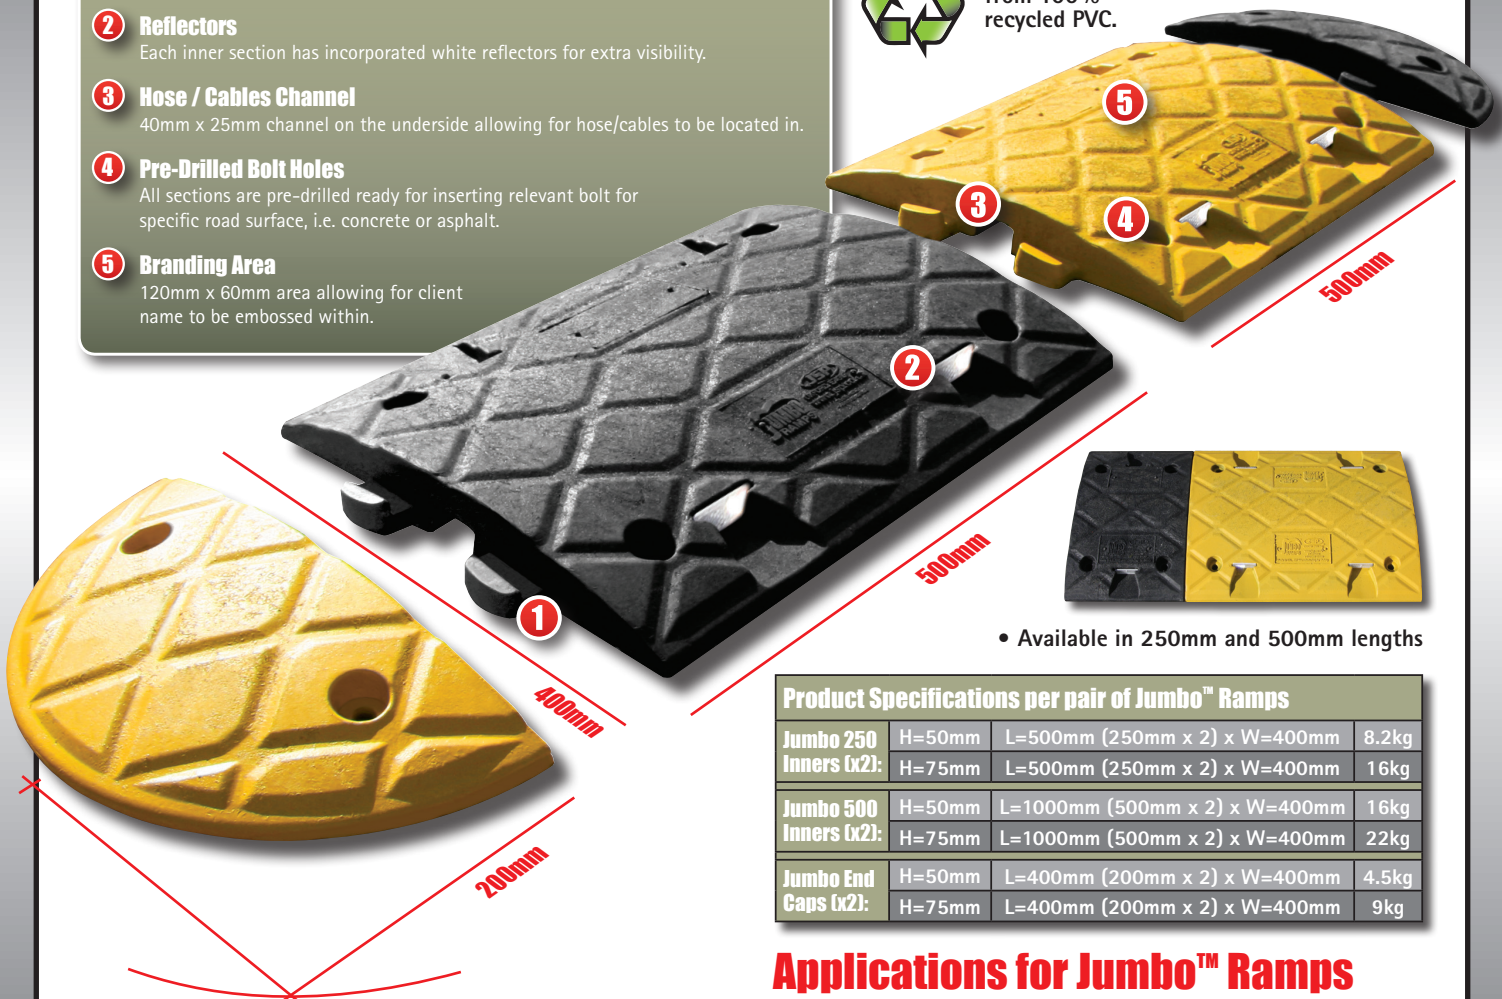 2 Reflectors
Each inner section has incorporated white reflectors for extra visibility.
3 Hose / Cables Channel
40mm x 25mm channel on the underside allowing for hose/cables to be located in.
4 Pre-Drilled Bolt Holes
All sections are pre-drilled ready for inserting relevant bolt for
specific road surface, i.e. concrete or asphalt.
5 Branding Area
120mm x 60mm area allowing for client
name to be embossed within.
recycled PVC.
5
3
4
500mm
2
JUMBO
RAMPS
1
500mm
400mm
200mm
• Available in 250mm and 500mm lengths
Product Specifications per pair of Jumbo™ Ramps
Jumbo 250
Inners (x2):
H=50mm L=500mm (250mm x 2) x W=400mm 8.2kg
H=75mm L=500mm (250mm x 2) x W=400mm 16kg
Jumbo 500
Inners (x2):
H=50mm L=1000mm (500mm x 2) x W=400mm 16kg
H=75mm L=1000mm (500mm x 2) x W=400mm 22kg
Jumbo End
Caps (x2):
H=50mm L=400mm (200mm x 2) x W=400mm 4.5kg
H=75mm L=400mm (200mm x 2) x W=400mm 9kg
Applications for Jumbo™ Ramps